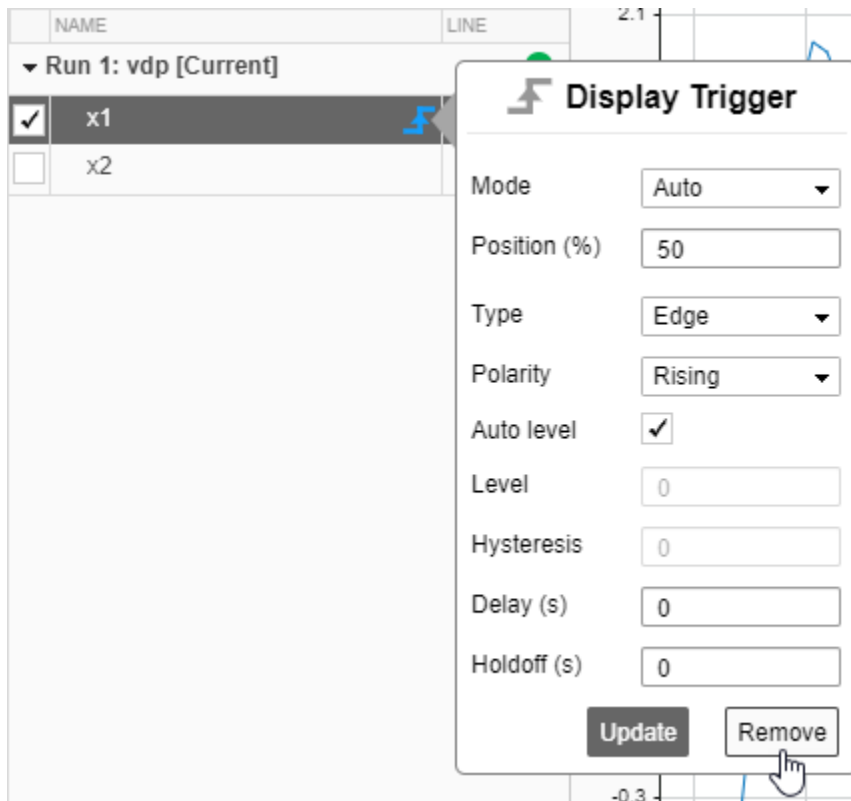 NAME LINE
2.1
Run 1: vdp [Current]
x1
x2
Display Trigger
Mode Auto
Position (%) 50
Type Edge
Polarity Rising
Auto level
Level 0
Hysteresis 0
Delay (s) 0
Holdoff (s) 0
Update Remove
-0.3